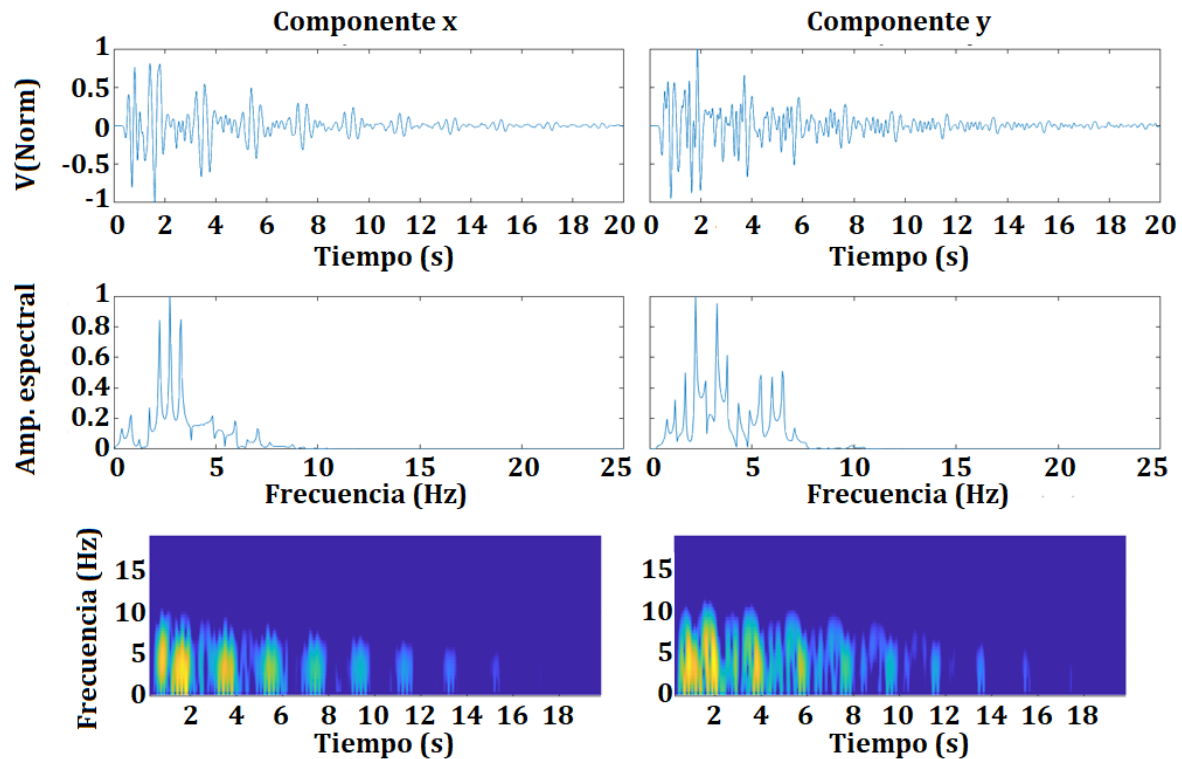 Componente x
Componente y
V(Norm)
1
0.5
0
-0.5
-1
0 2 4 6 8 10 12 14 16 18 20
0 2 4 6 8 10 12 14 16 18 20
Tiempo (s)
Tiempo (s)
Amp. espectral
1
0.8
0.6
0.4
0.2
0
0 5 10 15 20 25
0 5 10 15 20 25
Frecuencia (Hz)
Frecuencia (Hz)
Frecuencia (Hz)
15
10
5
0
15
10
5
0
2 4 6 8 10 12 14 16 18
2 4 6 8 10 12 14 16 18
Tiempo (s)
Tiempo (s)